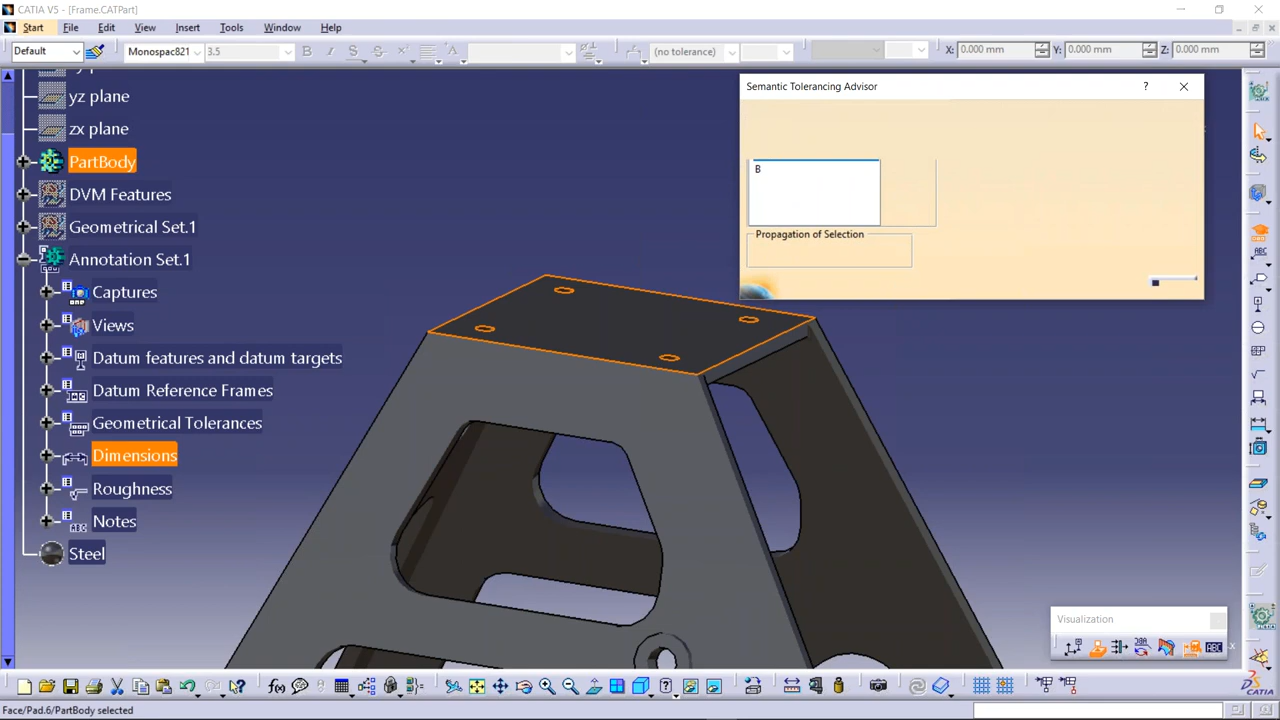 CATIA V5 - [Frame.CATPart]
Start File Edit View Insert Tools Window Help
Default Monospac821 3.5 B I S S (no tolerance) X: 0.000 mm Y: 0.000 mm Z: 0.000 mm
yz plane
zx plane
PartBody
DVM Features
Geometrical Set.1
Annotation Set.1
Captures
Views
Datum features and datum targets
Datum Reference Frames
Geometrical Tolerances
Dimensions
Roughness
Notes
Steel
Semantic Tolerancing Advisor ?
B
Propagation of Selection
Visualization
ABC
Face/Pad.6/PartBody selected
CATIA